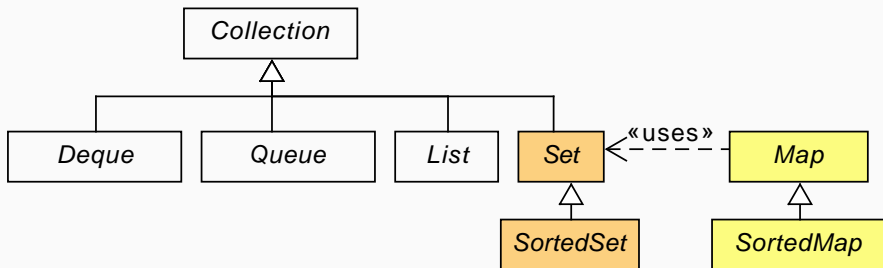 Collection
«uses»
Deque
Queue
List
Set
Map
SortedSet
SortedMap